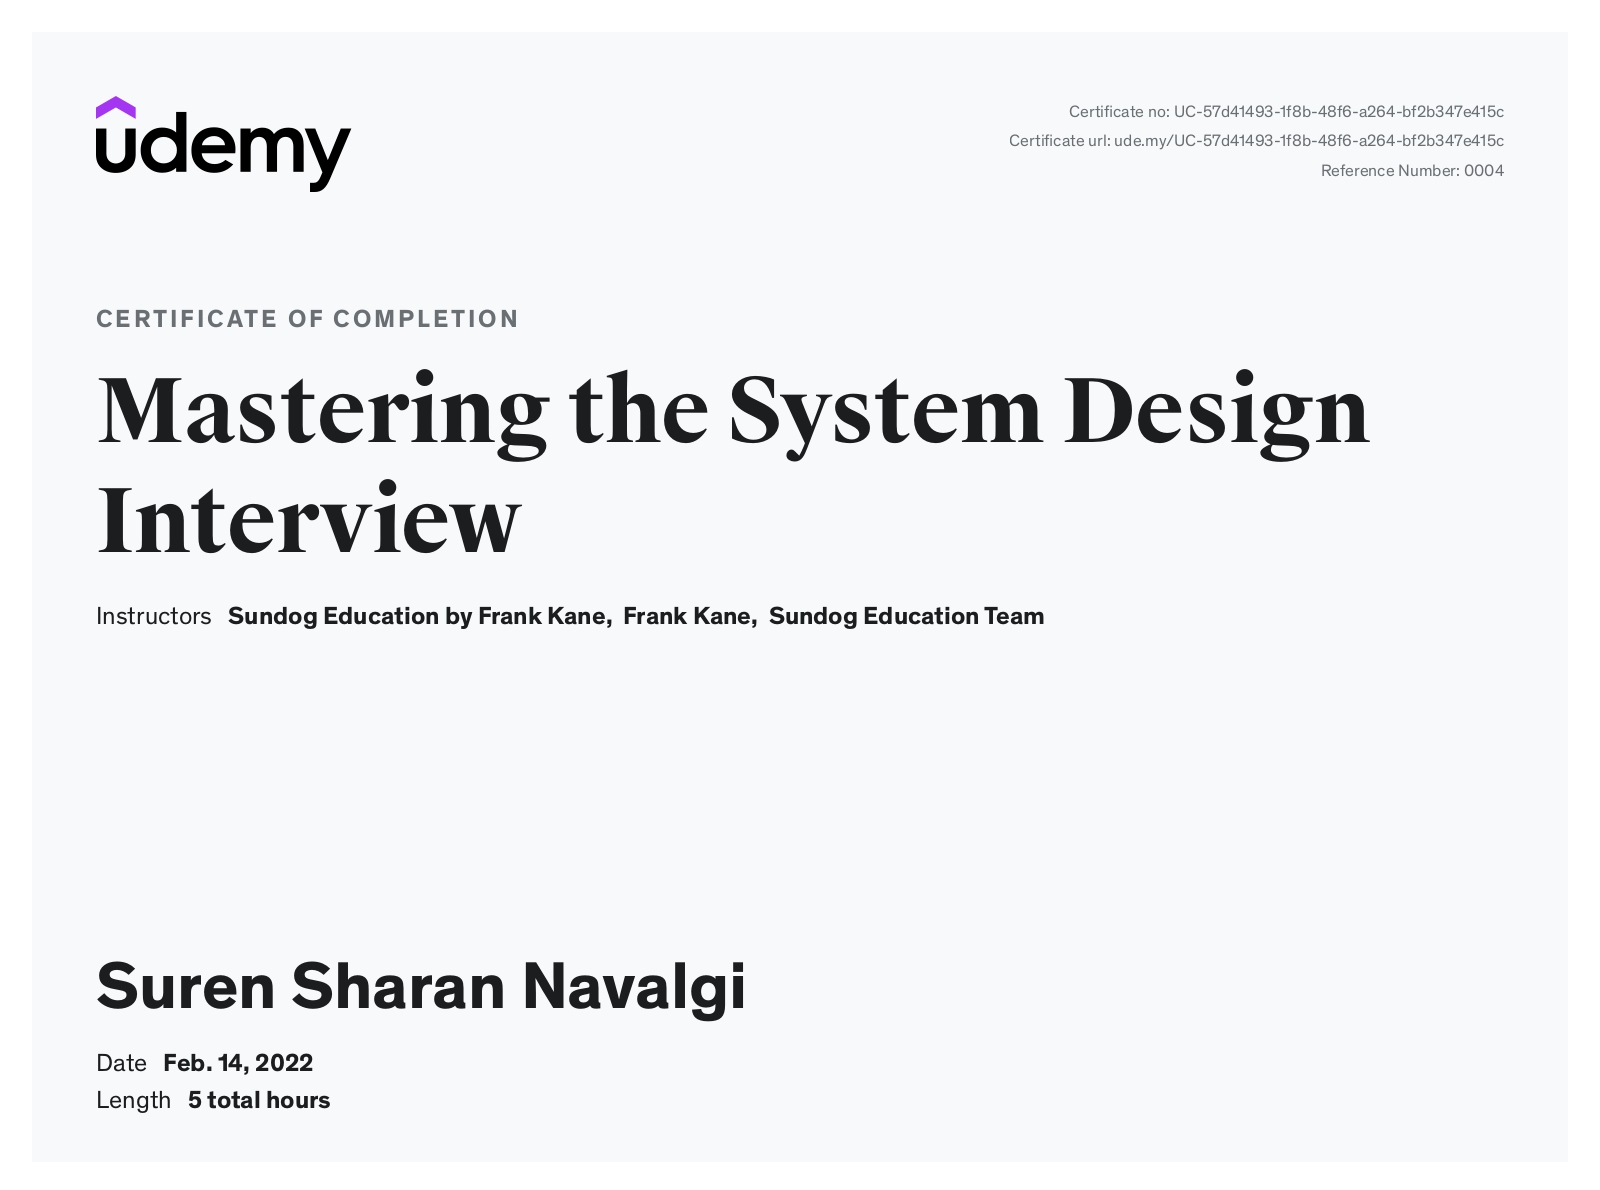 udemy
Certificate no: UC-57d41493-1f8b-48f6-a264-bf2b347e415c
Certificate url: ude.my/UC-57d41493-1f8b-48f6-a264-bf2b347e415c
Reference Number: 0004
CERTIFICATE OF COMPLETION
Mastering the System Design
Interview
Instructors Sundog Education by Frank Kane, Frank Kane, Sundog Education Team
Suren Sharan Navalgi
Date Feb. 14, 2022
Length 5 total hours